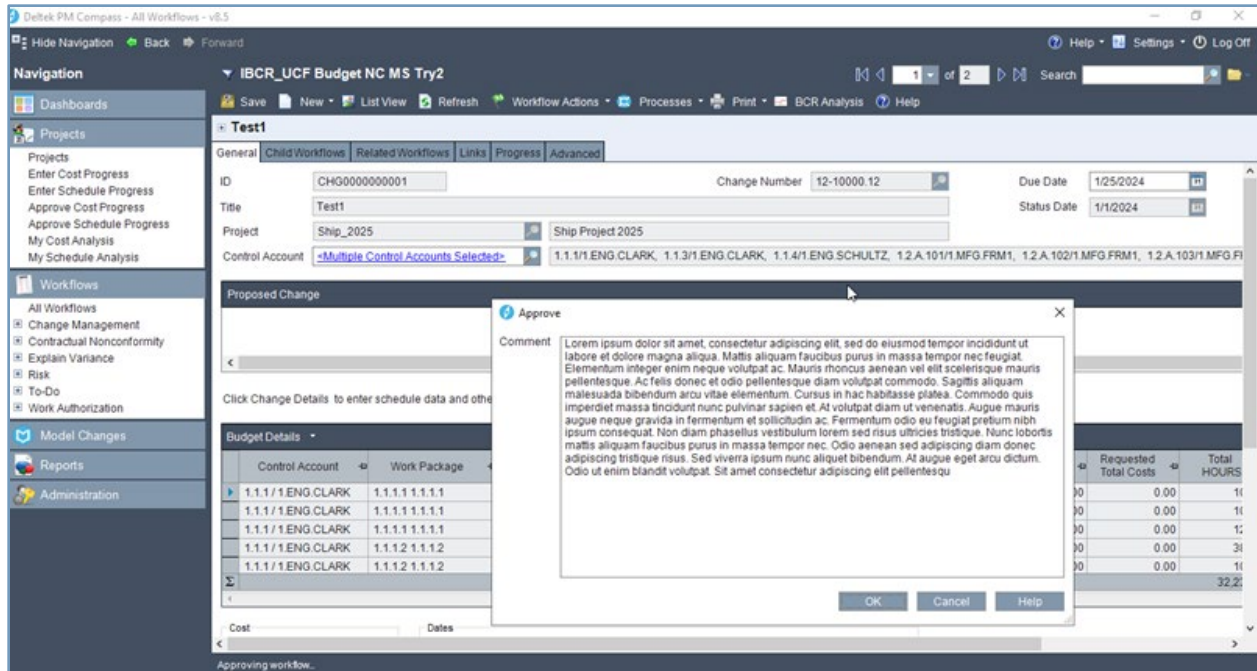 Deltek PM Compass - All Workflows - v8.5
Hide Navigation Back Forward Help Settings Log Off
Navigation
IBCR_UCF Budget NC MS Try2 1 of 2 Search
Save New List View Refresh Workflow Actions Processes Print BCR Analysis Help
Dashboards
Projects
Projects
Enter Cost Progress
Enter Schedule Progress
Approve Cost Progress
Approve Schedule Progress
My Cost Analysis
My Schedule Analysis
Workflows
All Workflows
Change Management
Contractual Nonconformity
Explain Variance
Risk
To-Do
Work Authorization
Model Changes
Reports
Administration
Test1
General Child Workflows Related Workflows Links Progress Advanced
ID CHG0000000001 Change Number 12-10000.12 Due Date 1/25/2024
Title Test1 Status Date 1/1/2024
Project Ship_2025 Ship Project 2025
Control Account <Multiple Control Accounts Selected> 1.1.1/1.ENG.CLARK, 1.1.3/1.ENG.CLARK, 1.1.4/1.ENG.SCHULTZ, 1.2.A.101/1.MFG.FRM1, 1.2.A.102/1.MFG.FRM1, 1.2.A.103/1.MFG.
Proposed Change
Click Change Details to enter schedule data and othe
Budget Details
Control Account Work Package Requested Total Costs Total HOURS
1.1.1 / 1.ENG.CLARK 1.1.1.1 1.1.1.1 0.00
1.1.1 / 1.ENG.CLARK 1.1.1.1 1.1.1.1 0.00
1.1.1 / 1.ENG.CLARK 1.1.1.1 1.1.1.1 0.00
1.1.1 / 1.ENG.CLARK 1.1.1.2 1.1.1.2 0.00
1.1.1 / 1.ENG.CLARK 1.1.1.2 1.1.1.2 0.00
Σ
Cost Dates
Approving workflow...
Approve
Comment
Lorem ipsum dolor sit amet, consectetur adipiscing elit, sed do eiusmod tempor incididunt ut
labore et dolore magna aliqua. Mattis aliquam faucibus purus in massa tempor nec feugiat.
Elementum integer enim neque volutpat ac. Mauris rhoncus aenean vel elit scelerisque mauris
pellentesque. Ac felis donec et odio pellentesque diam volutpat commodo. Sagittis aliquam
malesuada bibendum arcu vitae elementum. Cursus in hac habitasse platea. Commodo quis
imperdiet massa tincidunt nunc pulvinar sapien et. At volutpat diam ut venenatis. Augue mauris
augue neque gravida in fermentum et sollicitudin ac. Fermentum odio eu feugiat pretium nibh
ipsum consequat. Non diam phasellus vestibulum lorem sed risus ultricies tristique. Nunc lobortis
mattis aliquam faucibus purus in massa tempor nec. Odio aenean sed adipiscing diam donec
adipiscing tristique risus. Sed viverra ipsum nunc aliquet bibendum. At augue eget arcu dictum.
Odio ut enim blandit volutpat. Sit amet consectetur adipiscing elit pellentesqu
OK Cancel Help